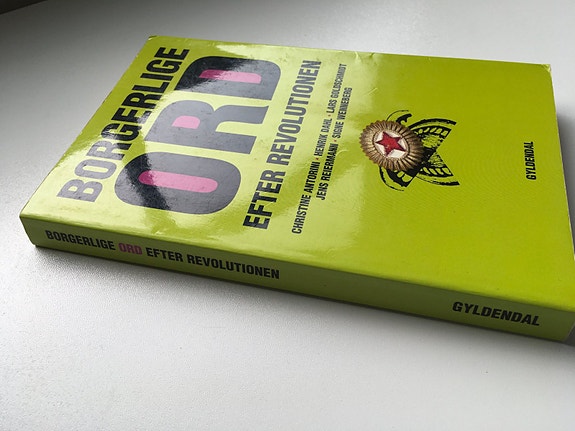 BORGERLIGE
ORD
EFTER REVOLUTIONEN
CHRISTINE ANTORINI · HENRIK DAHL · LARS GOLDSCHMIDT
JENS REIERMANN · SIGNE WENNEBERG
GYLDENDAL
BORGERLIGE ORD EFTER REVOLUTIONEN
GYLDENDAL